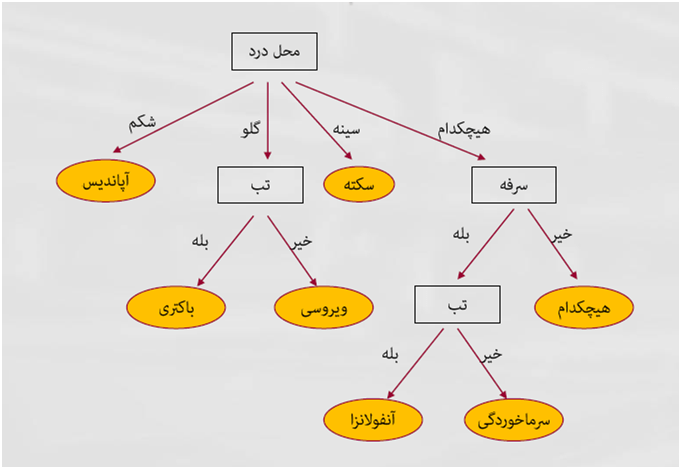 محل درد
شکم
گلو
سینه
هیچکدام
آپاندیس
تب
سکته
سرفه
بله
خیر
بله
خیر
باکتری
ویروسی
تب
هیچکدام
بله
خیر
آنفولانزا
سرماخوردگی